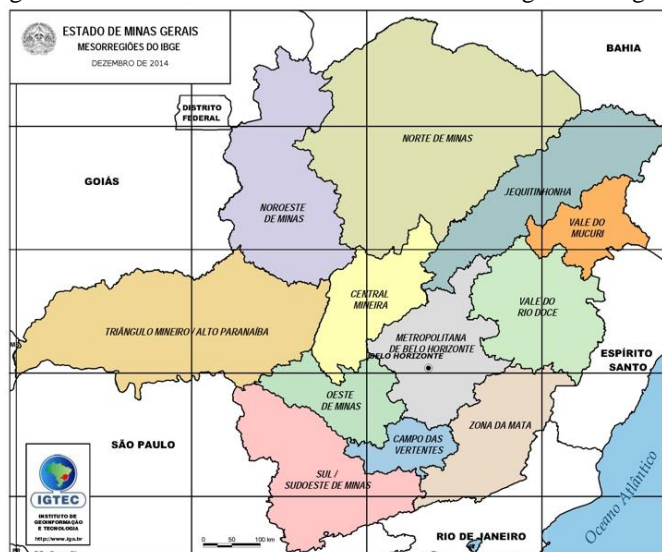 ESTADO DE MINAS GERAIS
MESORREGIÕES DO IBGE
DEZEMBRO DE 2014
BAHIA
DISTRITO
FEDERAL
NORTE DE MINAS
GOIÁS
JEQUITINHONHA
NOROESTE
DE MINAS
VALE DO
MUCURI
CENTRAL
MINEIRA
VALE DO
RIO DOCE
TRIÂNGULO MINEIRO / ALTO PARANAÍBA
METROPOLITANA
DE BELO HORIZONTE
BELO HORIZONTE
ESPÍRITO
SANTO
OESTE
DE MINAS
ZONA DA MATA
SÃO PAULO
CAMPO DAS
VERTENTES
SUL /
SUDOESTE DE MINAS
Oceano Atlântico
IGTEC
INSTITUTO DE
GEOINFORMAÇÃO
E TECNOLOGIA
0 50 100 km
RIO DE JANEIRO